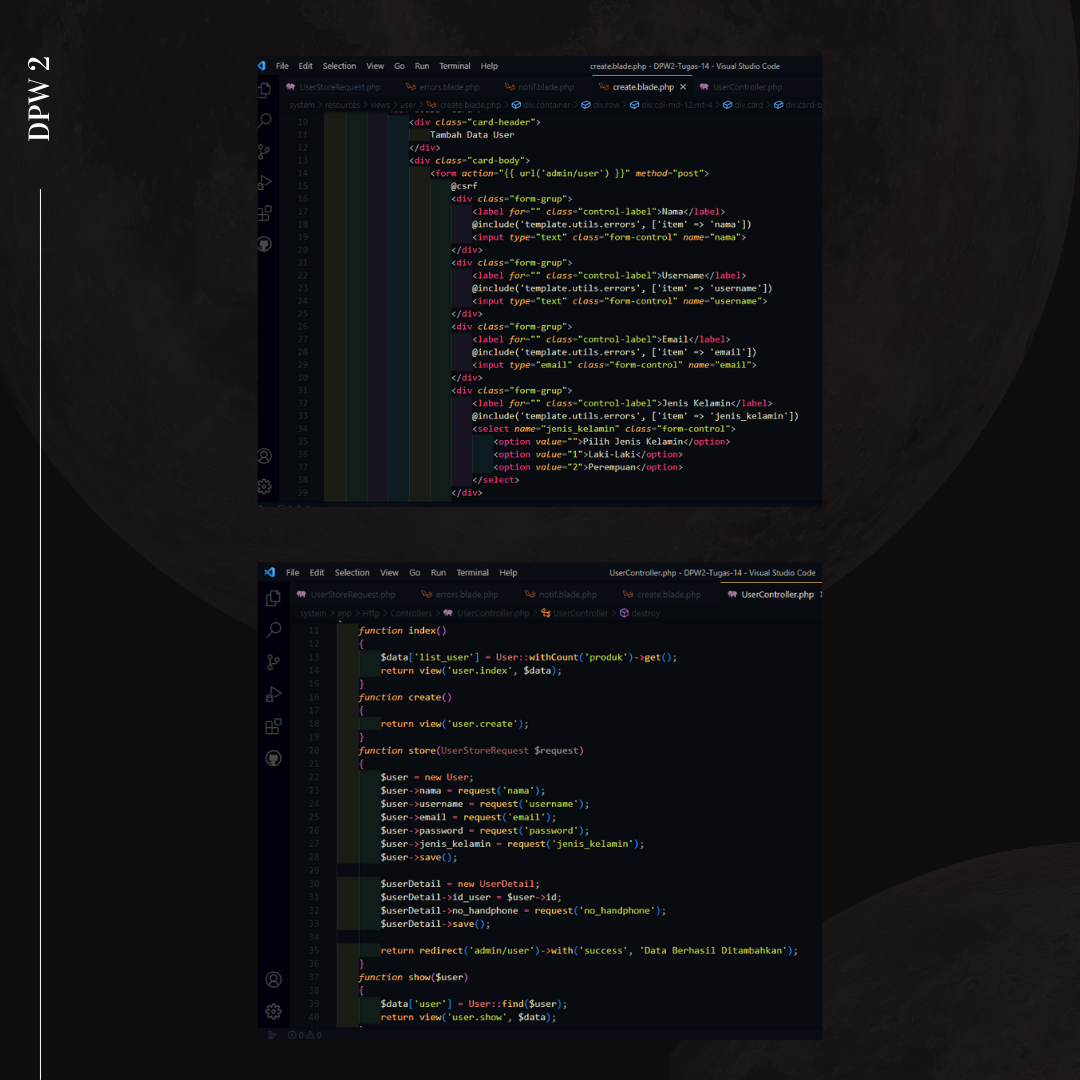 DPW 2
File Edit Selection View Go Run Terminal Help create.blade.php - DPW2-Tugas-14 - Visual Studio Code
UserStoreRequest.php errors.blade.php notif.blade.php create.blade.php × UserController.php
system > resources > views > user > create.blade.php > div.container > div.row > div.col-md-12.mt-4 > div.card > div.card-b
10 <div class="card-header">
11 Tambah Data User
12 </div>
13 <div class="card-body">
14 <form action="{{ url('admin/user') }}" method="post">
15 @csrf
16 <div class="form-grup">
17 <label for="" class="control-label">Nama</label>
18 @include('template.utils.errors', ['item' => 'nama'])
19 <input type="text" class="form-control" name="nama">
20 </div>
21 <div class="form-grup">
22 <label for="" class="control-label">Username</label>
23 @include('template.utils.errors', ['item' => 'username'])
24 <input type="text" class="form-control" name="username">
25 </div>
26 <div class="form-grup">
27 <label for="" class="control-label">Email</label>
28 @include('template.utils.errors', ['item' => 'email'])
29 <input type="email" class="form-control" name="email">
30 </div>
31 <div class="form-grup">
32 <label for="" class="control-label">Jenis Kelamin</label>
33 @include('template.utils.errors', ['item' => 'jenis_kelamin'])
34 <select name="jenis_kelamin" class="form-control">
35 <option value="">Pilih Jenis Kelamin</option>
36 <option value="1">Laki-Laki</option>
37 <option value="2">Perempuan</option>
38 </select>
39 </div>
File Edit Selection View Go Run Terminal Help UserController.php - DPW2-Tugas-14 - Visual Studio Code
UserStoreRequest.php errors.blade.php notif.blade.php create.blade.php UserController.php
system > app > Http > Controllers > UserController.php > UserController > destroy
11 function index()
12 {
13 $data['list_user'] = User::withCount('produk')->get();
14 return view('user.index', $data);
15 }
16 function create()
17 {
18 return view('user.create');
19 }
20 function store(UserStoreRequest $request)
21 {
22 $user = new User;
23 $user->nama = request('nama');
24 $user->username = request('username');
25 $user->email = request('email');
26 $user->password = request('password');
27 $user->jenis_kelamin = request('jenis_kelamin');
28 $user->save();
29
30 $userDetail = new UserDetail;
31 $userDetail->id_user = $user->id;
32 $userDetail->no_handphone = request('no_handphone');
33 $userDetail->save();
34
35 return redirect('admin/user')->with('success', 'Data Berhasil Ditambahkan');
36 }
37 function show($user)
38 {
39 $data['user'] = User::find($user);
40 return view('user.show', $data);
0 0